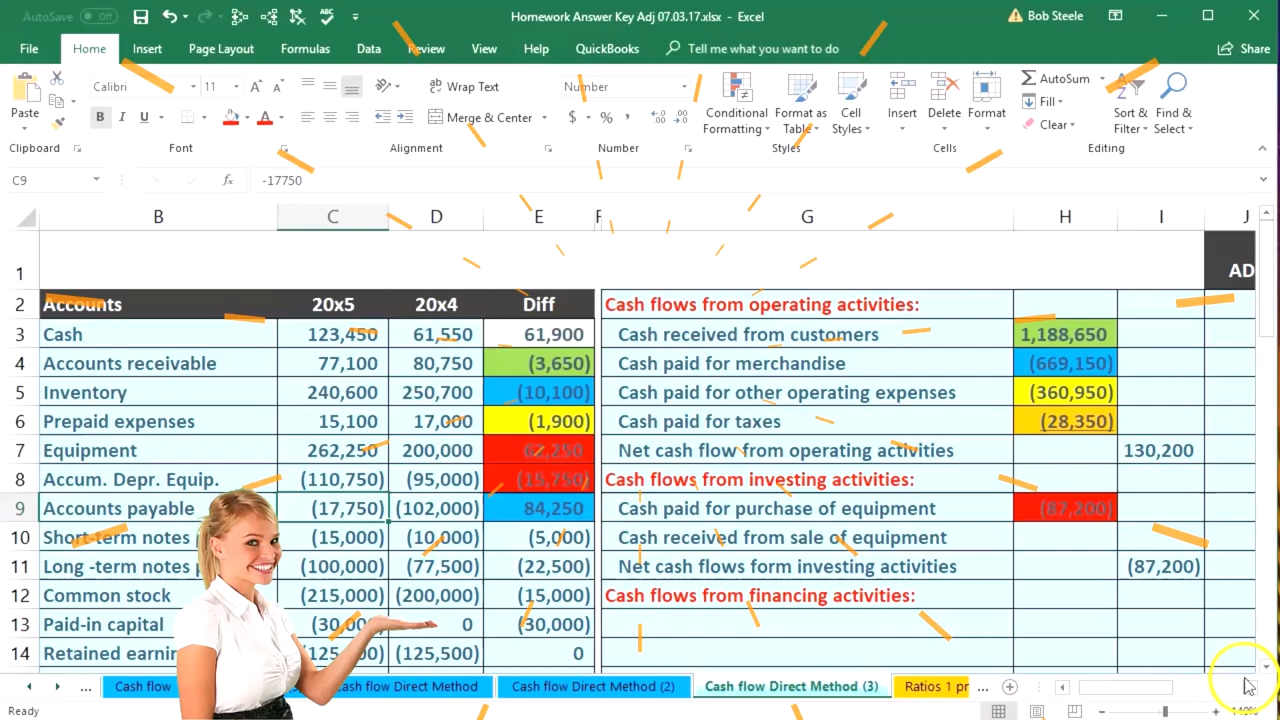 AutoSave Off Homework Answer Key Adj 07.03.17.xlsx - Excel Bob Steele
File Home Insert Page Layout Formulas Data Review View Help QuickBooks Tell me what you want to do Share
Paste Calibri 11 Wrap Text Number Conditional Formatting Format as Table Cell Styles Insert Delete Format AutoSum Fill Clear Sort & Filter Find & Select
B I U Merge & Center $ % ,
Clipboard Font Alignment Number Styles Cells Editing
C9 fx -17750
B C D E F G H I J
1 AD
2 Accounts 20x5 20x4 Diff Cash flows from operating activities:
3 Cash 123,450 61,550 61,900 Cash received from customers 1,188,650
4 Accounts receivable 77,100 80,750 (3,650) Cash paid for merchandise (669,150)
5 Inventory 240,600 250,700 (10,100) Cash paid for other operating expenses (360,950)
6 Prepaid expenses 15,100 17,000 (1,900) Cash paid for taxes (28,350)
7 Equipment 262,250 200,000 62,250 Net cash flow from operating activities 130,200
8 Accum. Depr. Equip. (110,750) (95,000) (15,750) Cash flows from investing activities:
9 Accounts payable (17,750) (102,000) 84,250 Cash paid for purchase of equipment (87,200)
10 Short-term notes (15,000) (10,000) (5,000) Cash received from sale of equipment
11 Long -term notes (100,000) (77,500) (22,500) Net cash flows form investing activities (87,200)
12 Common stock (215,000) (200,000) (15,000) Cash flows from financing activities:
13 Paid-in capital (30,000) 0 (30,000)
14 Retained earnin (125,500) (125,500) 0
... Cash flow Cash flow Direct Method Cash flow Direct Method (2) Cash flow Direct Method (3) Ratios 1 pr ...
Ready 140%